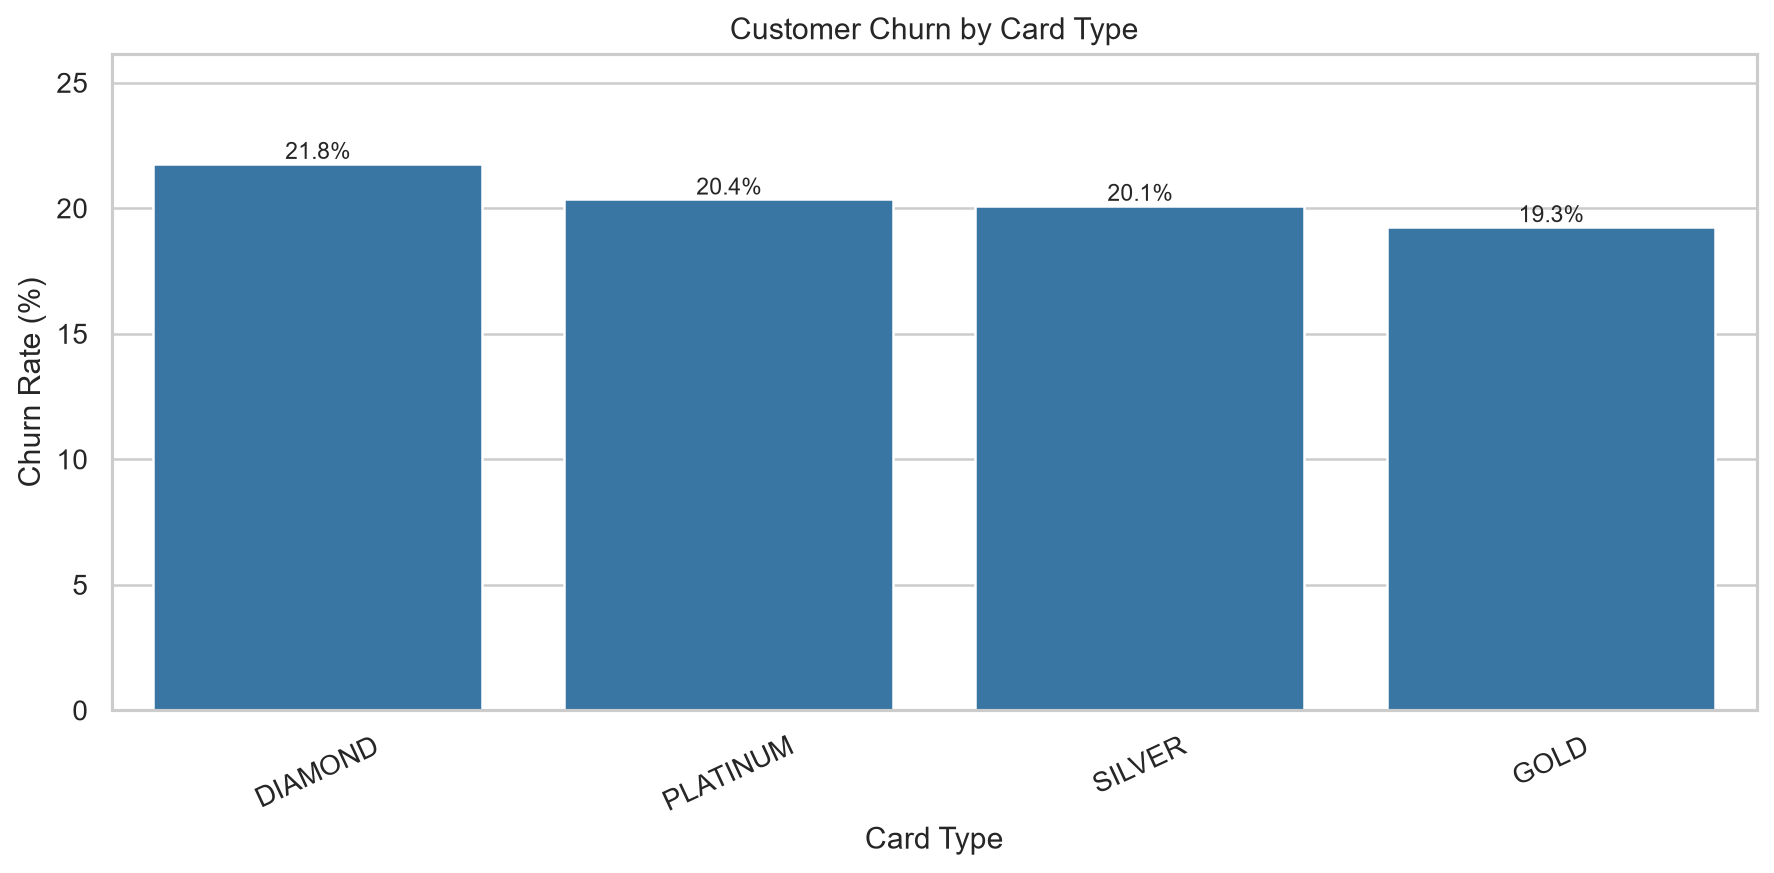 Customer Churn by Card Type
Churn Rate (%)
25
20
15
10
5
0
21.8%
20.4%
20.1%
19.3%
DIAMOND
PLATINUM
SILVER
GOLD
Card Type